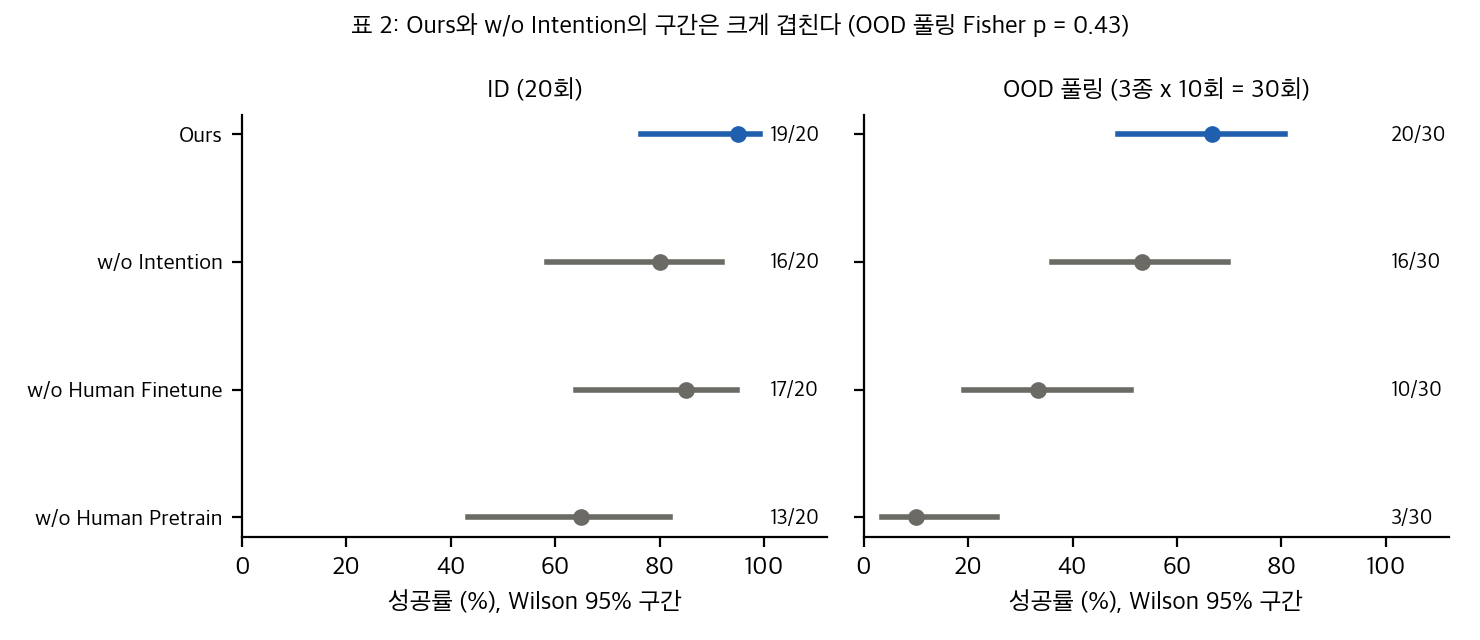 표 2: Ours와 w/o Intention의 구간은 크게 겹친다 (OOD 풀링 Fisher p = 0.43)
ID (20회)
Ours
19/20
w/o Intention
16/20
w/o Human Finetune
17/20
w/o Human Pretrain
13/20
0 20 40 60 80 100
성공률 (%), Wilson 95% 구간
OOD 풀링 (3종 x 10회 = 30회)
20/30
16/30
10/30
3/30
0 20 40 60 80 100
성공률 (%), Wilson 95% 구간